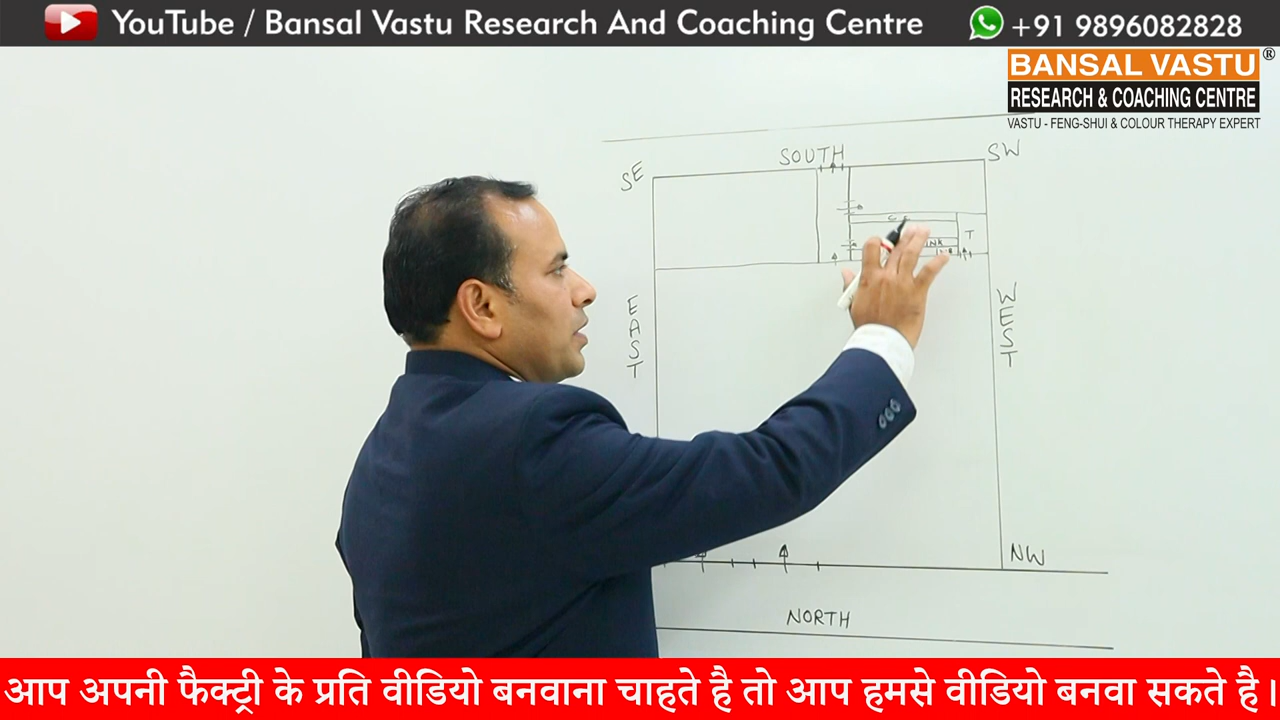 YouTube / Bansal Vastu Research And Coaching Centre
+91 9896082828
BANSAL VASTU ®
RESEARCH & COACHING CENTRE
VASTU - FENG-SHUI & COLOUR THERAPY EXPERT
SE
SOUTH
SW
T
EAST
WEST
NW
NORTH
आप अपनी फैक्ट्री के प्रति वीडियो बनवाना चाहते है तो आप हमसे वीडियो बनवा सकते है।